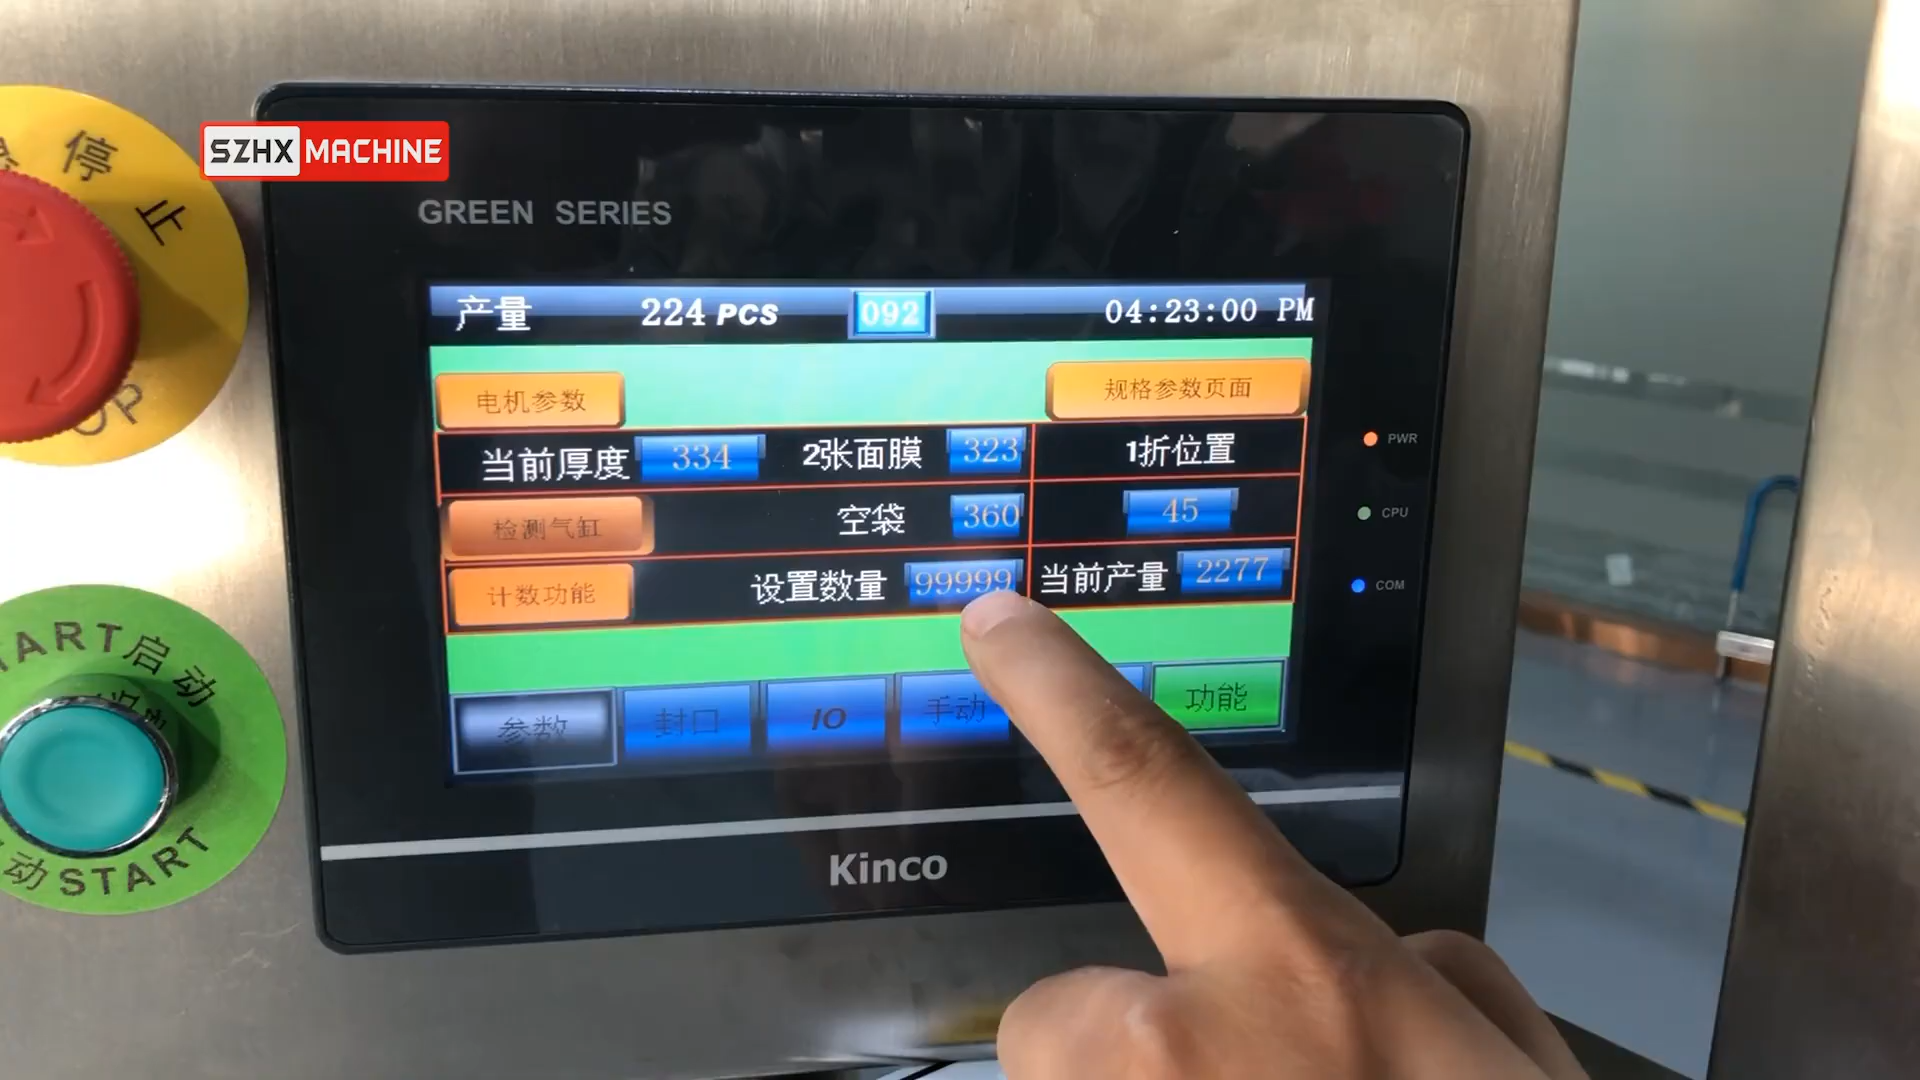 停止
SZHX MACHINE
GREEN SERIES
产量 224 PCS 092 04:23:00 PM
电机参数 规格参数页面
当前厚度 334 2张面膜 323 1折位置
检测气缸 空袋 360 45
计数功能 设置数量 99999 当前产量 2277
参数 封口 IO 手动 功能
PWR
CPU
COM
Kinco
START启动
START